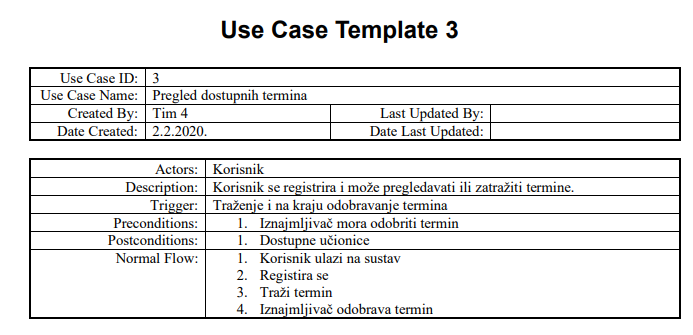 Use Case Template 3
Use Case ID: 3
Use Case Name: Pregled dostupnih termina
Created By: Tim 4 Last Updated By:
Date Created: 2.2.2020. Date Last Updated:
Actors: Korisnik
Description: Korisnik se registrira i može pregledavati ili zatražiti termine.
Trigger: Traženje i na kraju odobravanje termina
Preconditions: 1. Iznajmljivač mora odobriti termin
Postconditions: 1. Dostupne učionice
Normal Flow: 1. Korisnik ulazi na sustav
2. Registira se
3. Traži termin
4. Iznajmljivač odobrava termin